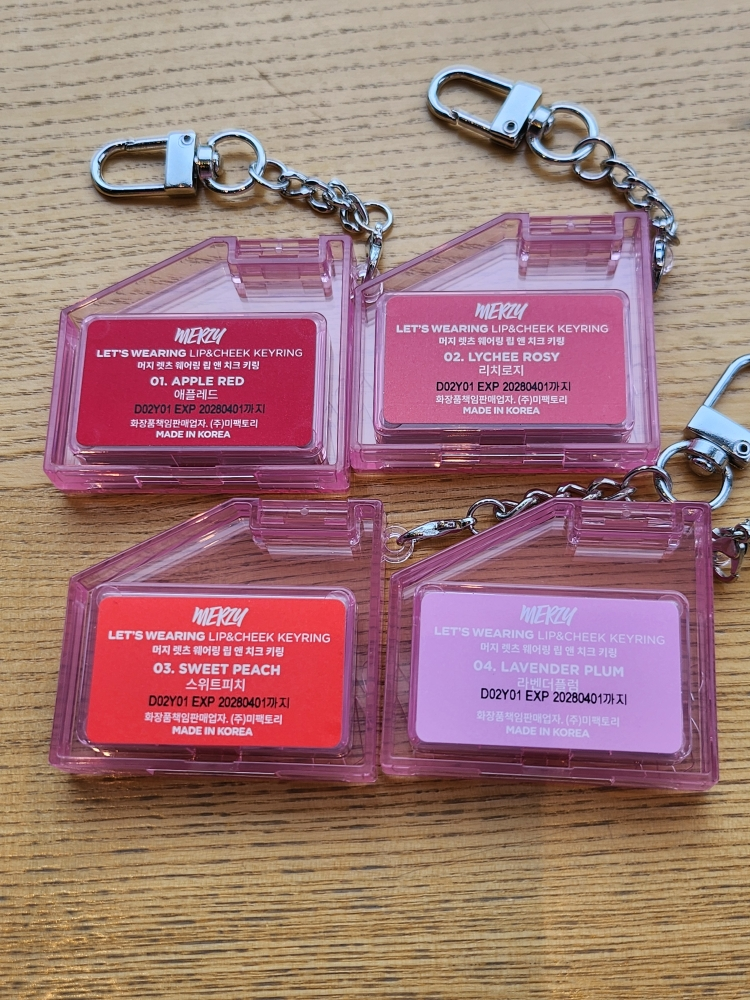 MERZY
LET'S WEARING LIP&CHEEK KEYRING
머지 렛츠 웨어링 립 앤 치크 키링
01. APPLE RED
애플레드
D02Y01 EXP 20280401까지
화장품책임판매업자. (주)미팩토리
MADE IN KOREA
MERZY
LET'S WEARING LIP&CHEEK KEYRING
머지 렛츠 웨어링 립 앤 치크 키링
02. LYCHEE ROSY
리치로지
D02Y01 EXP 20280401까지
화장품책임판매업자. (주)미팩토리
MADE IN KOREA
MERZY
LET'S WEARING LIP&CHEEK KEYRING
머지 렛츠 웨어링 립 앤 치크 키링
03. SWEET PEACH
스위트피치
D02Y01 EXP 20280401까지
화장품책임판매업자. (주)미팩토리
MADE IN KOREA
MERZY
LET'S WEARING LIP&CHEEK KEYRING
머지 렛츠 웨어링 립 앤 치크 키링
04. LAVENDER PLUM
라벤더플럼
D02Y01 EXP 20280401까지
화장품책임판매업자. (주)미팩토리
MADE IN KOREA